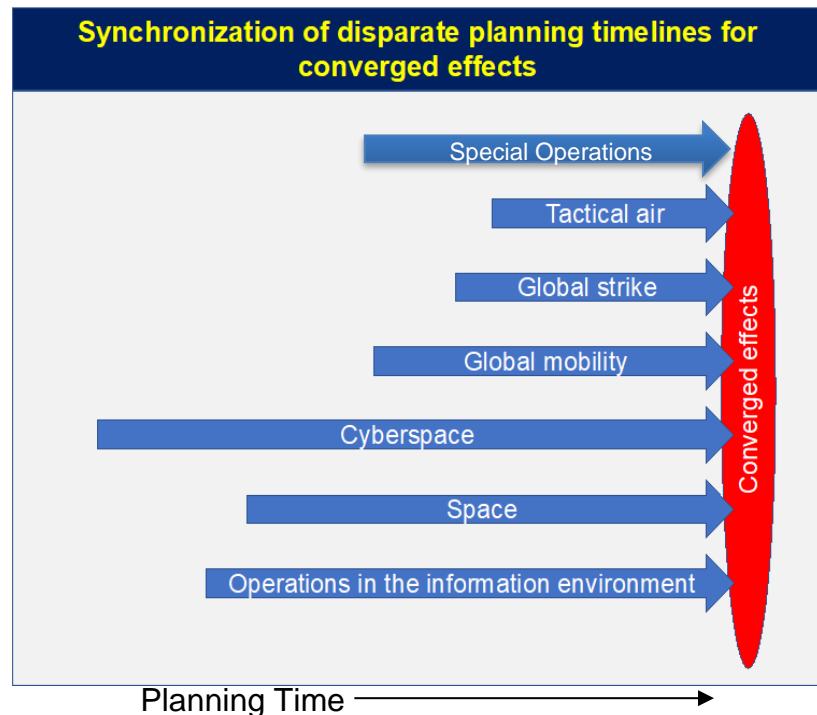 Synchronization of disparate planning timelines for
converged effects
Special Operations
Tactical air
Global strike
Global mobility
Cyberspace
Space
Operations in the information environment
Converged effects
Planning Time